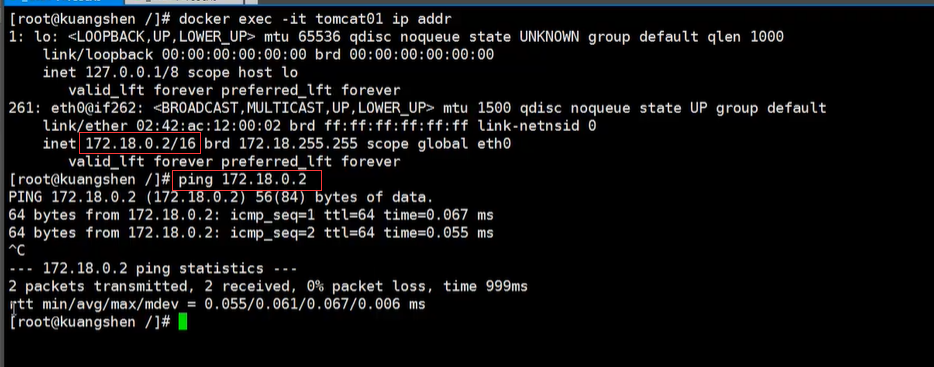 [root@kuangshen /]# docker exec -it tomcat01 ip addr
1: lo: <LOOPBACK,UP,LOWER_UP> mtu 65536 qdisc noqueue state UNKNOWN group default qlen 1000
    link/loopback 00:00:00:00:00:00 brd 00:00:00:00:00:00
    inet 127.0.0.1/8 scope host lo
       valid_lft forever preferred_lft forever
261: eth0@if262: <BROADCAST,MULTICAST,UP,LOWER_UP> mtu 1500 qdisc noqueue state UP group default
    link/ether 02:42:ac:12:00:02 brd ff:ff:ff:ff:ff:ff link-netnsid 0
    inet 172.18.0.2/16 brd 172.18.255.255 scope global eth0
       valid_lft forever preferred_lft forever
[root@kuangshen /]# ping 172.18.0.2
PING 172.18.0.2 (172.18.0.2) 56(84) bytes of data.
64 bytes from 172.18.0.2: icmp_seq=1 ttl=64 time=0.067 ms
64 bytes from 172.18.0.2: icmp_seq=2 ttl=64 time=0.055 ms
^C
--- 172.18.0.2 ping statistics ---
2 packets transmitted, 2 received, 0% packet loss, time 999ms
rtt min/avg/max/mdev = 0.055/0.061/0.067/0.006 ms
[root@kuangshen /]#